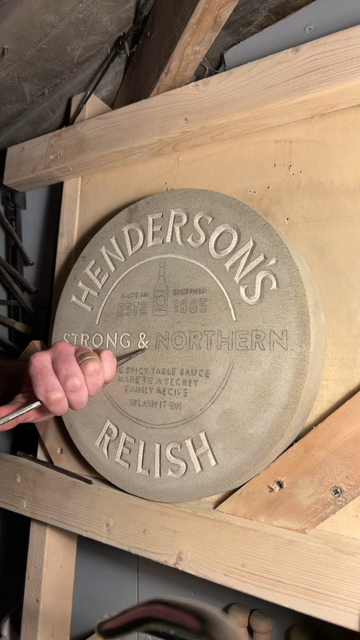 HENDERSON'S
MADE IN SHEFFIELD
ESTD 1885
STRONG & NORTHERN
SPICY TABLE SAUCE
MADE TO A SECRET
FAMILY RECIPE
SPLASH IT ON
RELISH